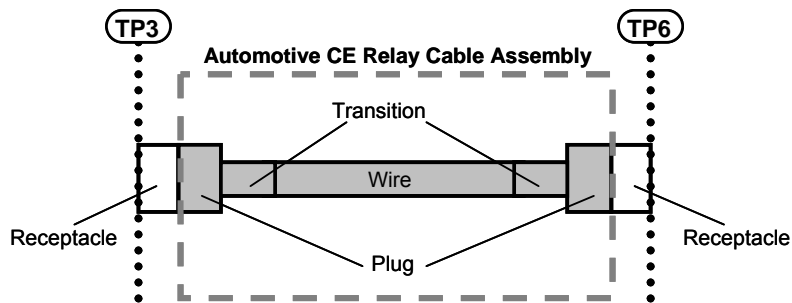 TP3
TP6
Automotive CE Relay Cable Assembly
Transition
Wire
Receptacle
Plug
Receptacle